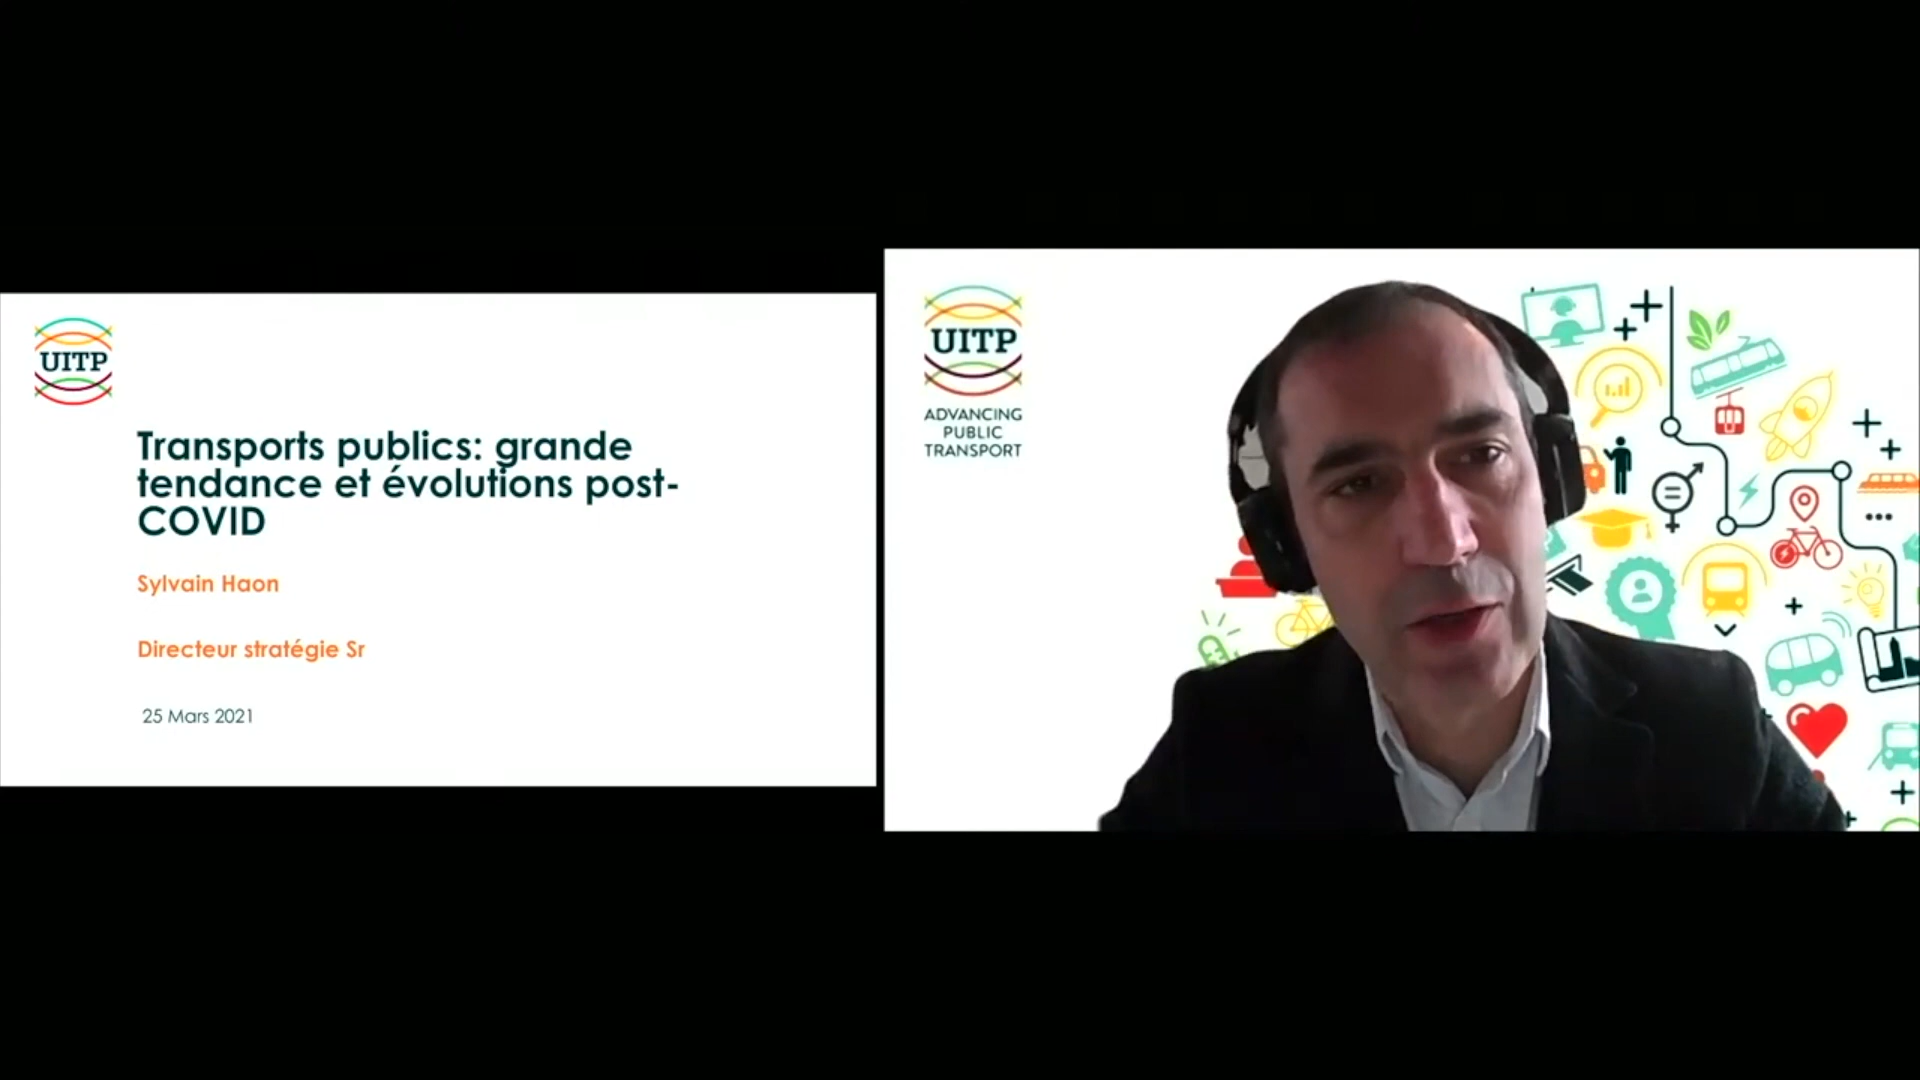 UITP
Transports publics: grande
tendance et évolutions post-
COVID
Sylvain Haon
Directeur stratégie Sr
25 Mars 2021
UITP
ADVANCING
PUBLIC
TRANSPORT